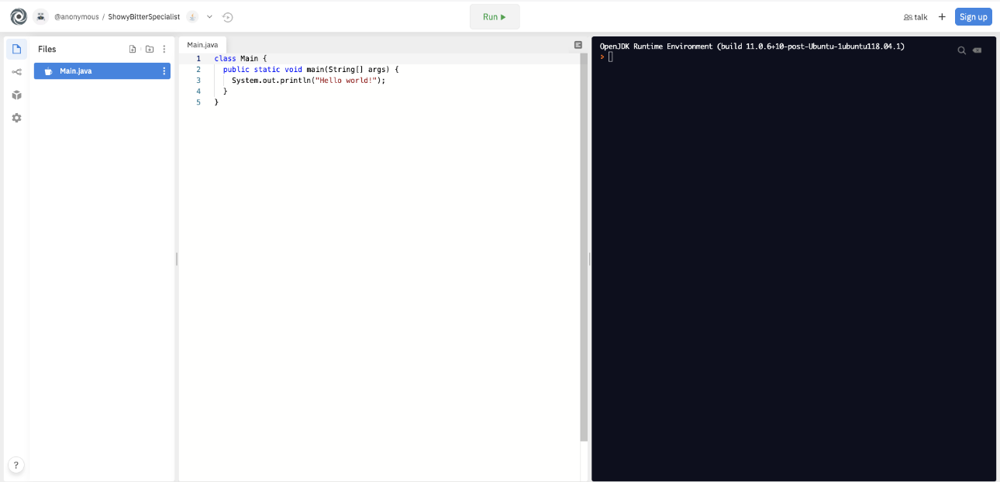 @anonymous / ShowyBitterSpecialist
Run
talk
+
Sign up
Files
Main.java
Main.java
1 class Main {
2 public static void main(String[] args) {
3 System.out.println("Hello world!");
4 }
5 }
OpenJDK Runtime Environment (build 11.0.6+10-post-Ubuntu-1ubuntu118.04.1)
>
?